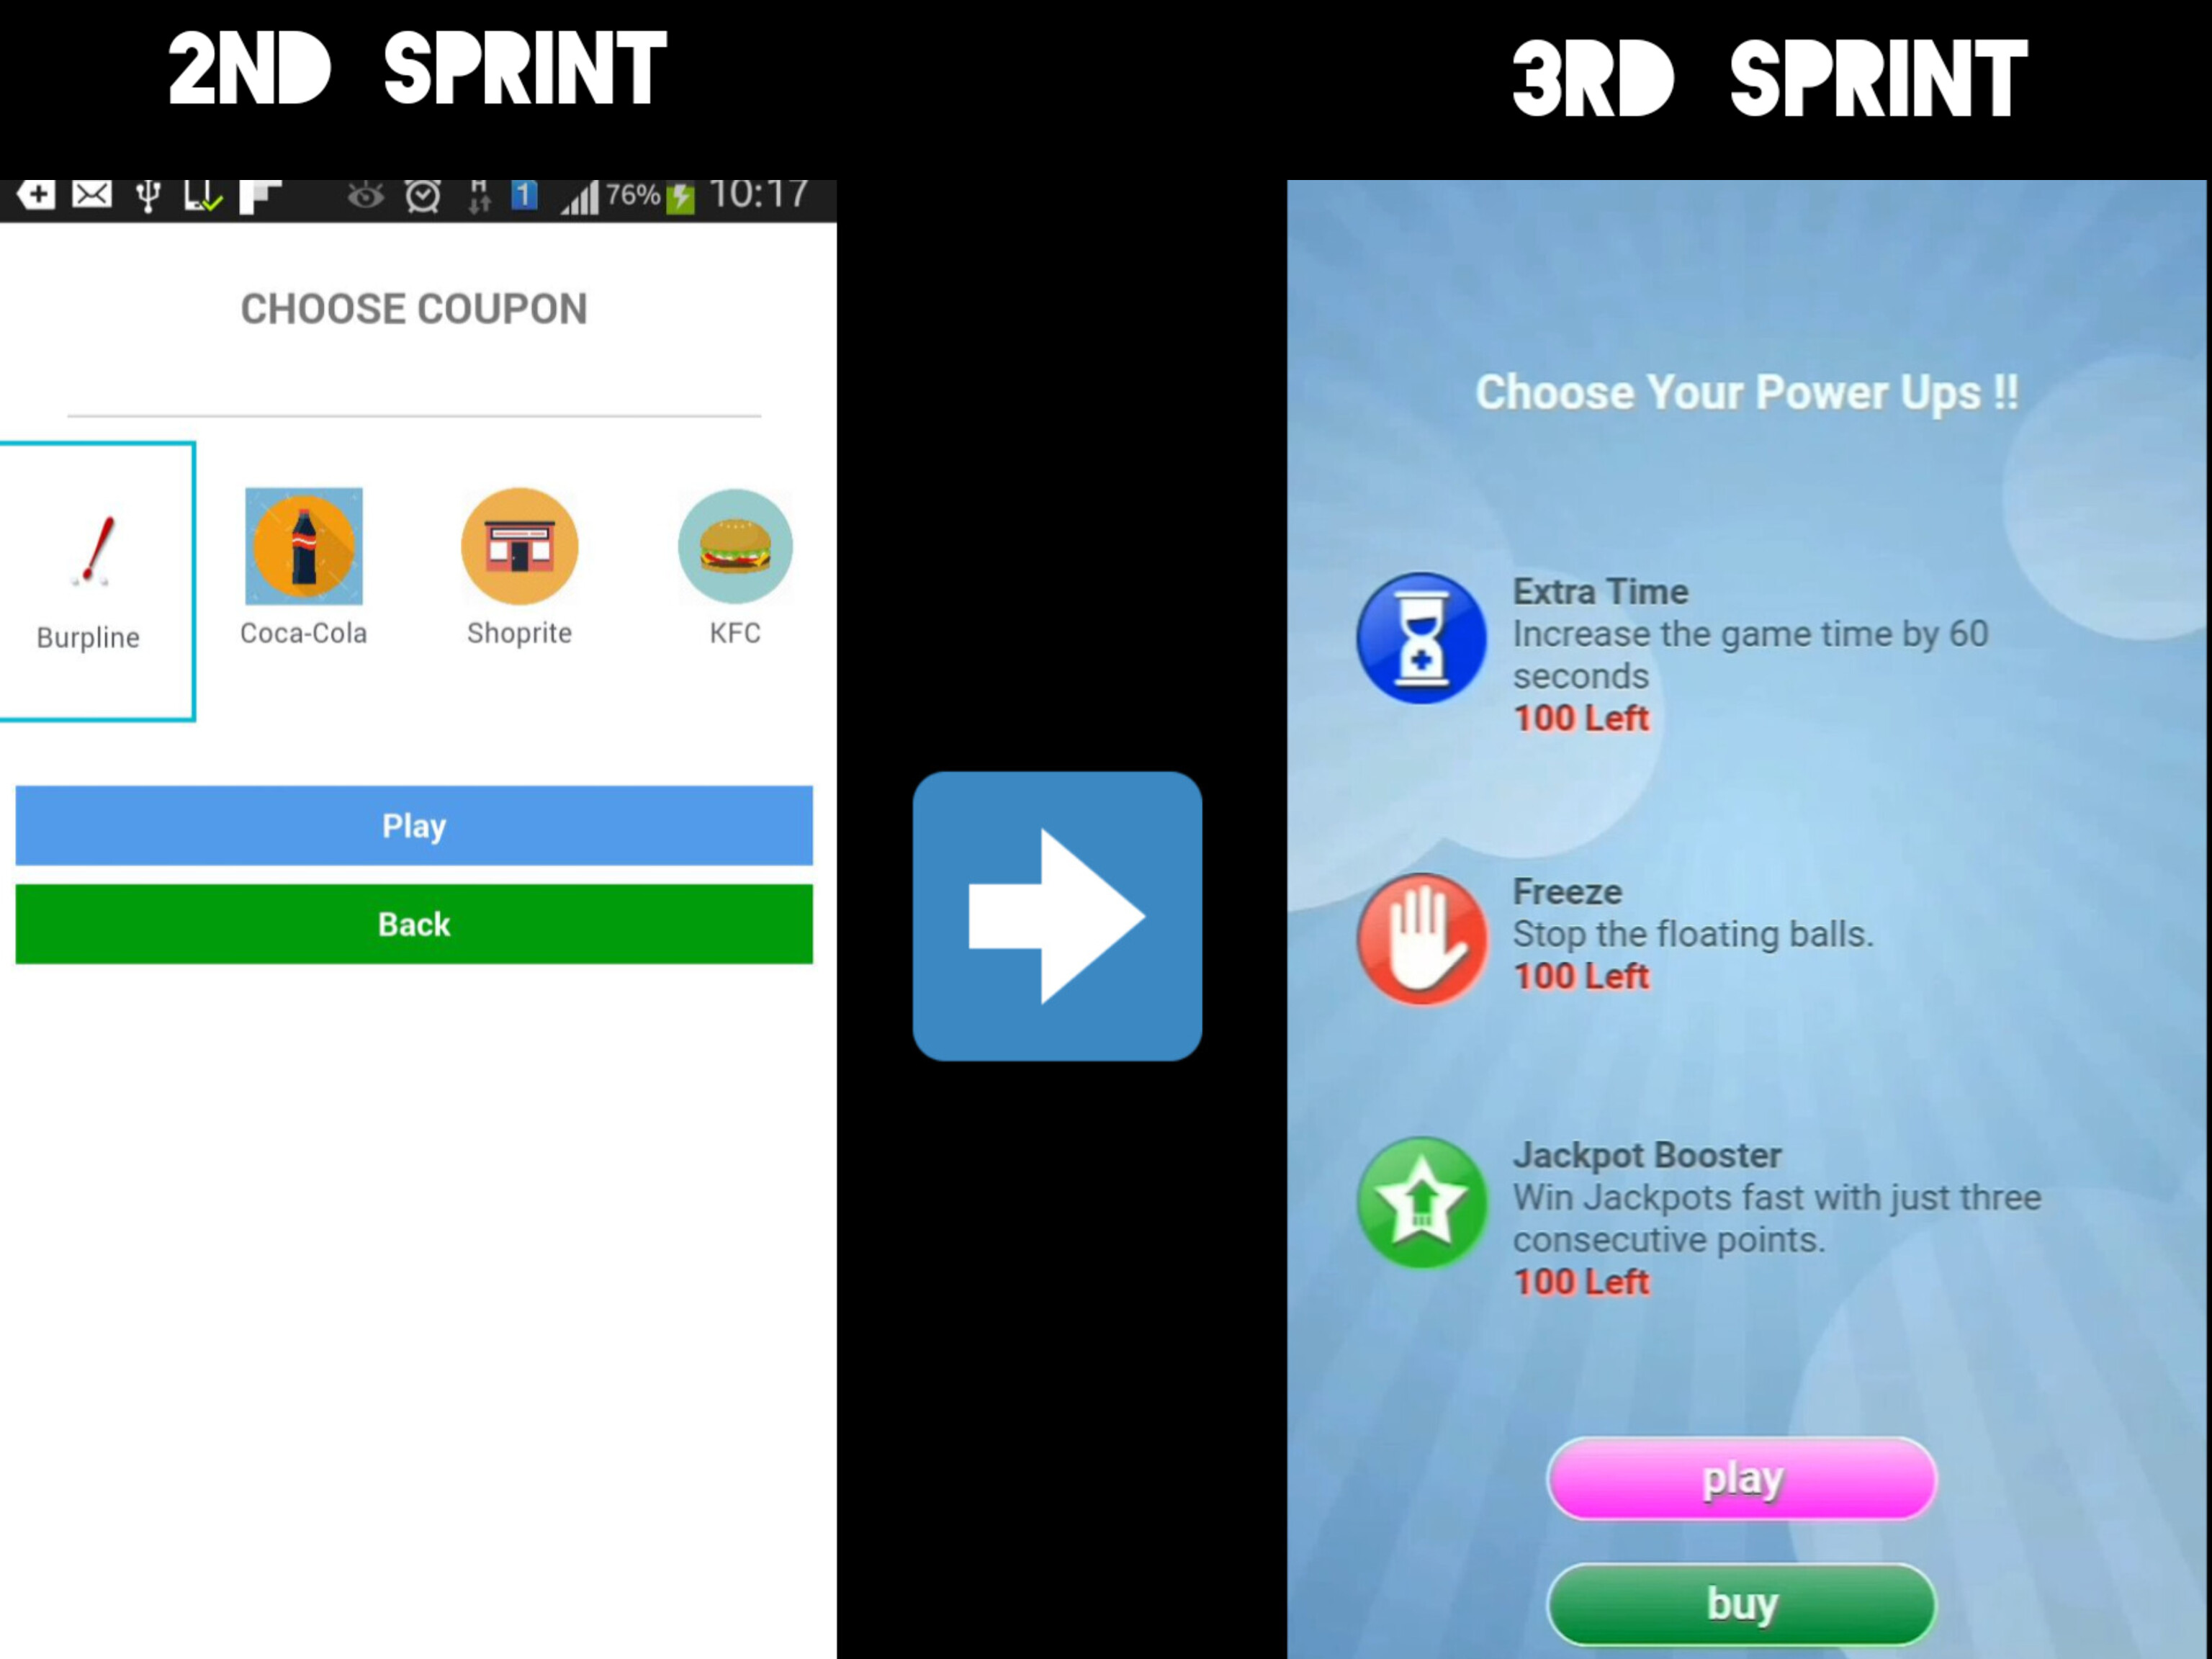 2ND SPRINT
3RD SPRINT
H
1
76%
10:17
CHOOSE COUPON
Burpline
Coca-Cola
Shoprite
KFC
Play
Back
Choose Your Power Ups !!
Extra Time
Increase the game time by 60
seconds
100 Left
Freeze
Stop the floating balls.
100 Left
Jackpot Booster
Win Jackpots fast with just three
consecutive points.
100 Left
play
buy